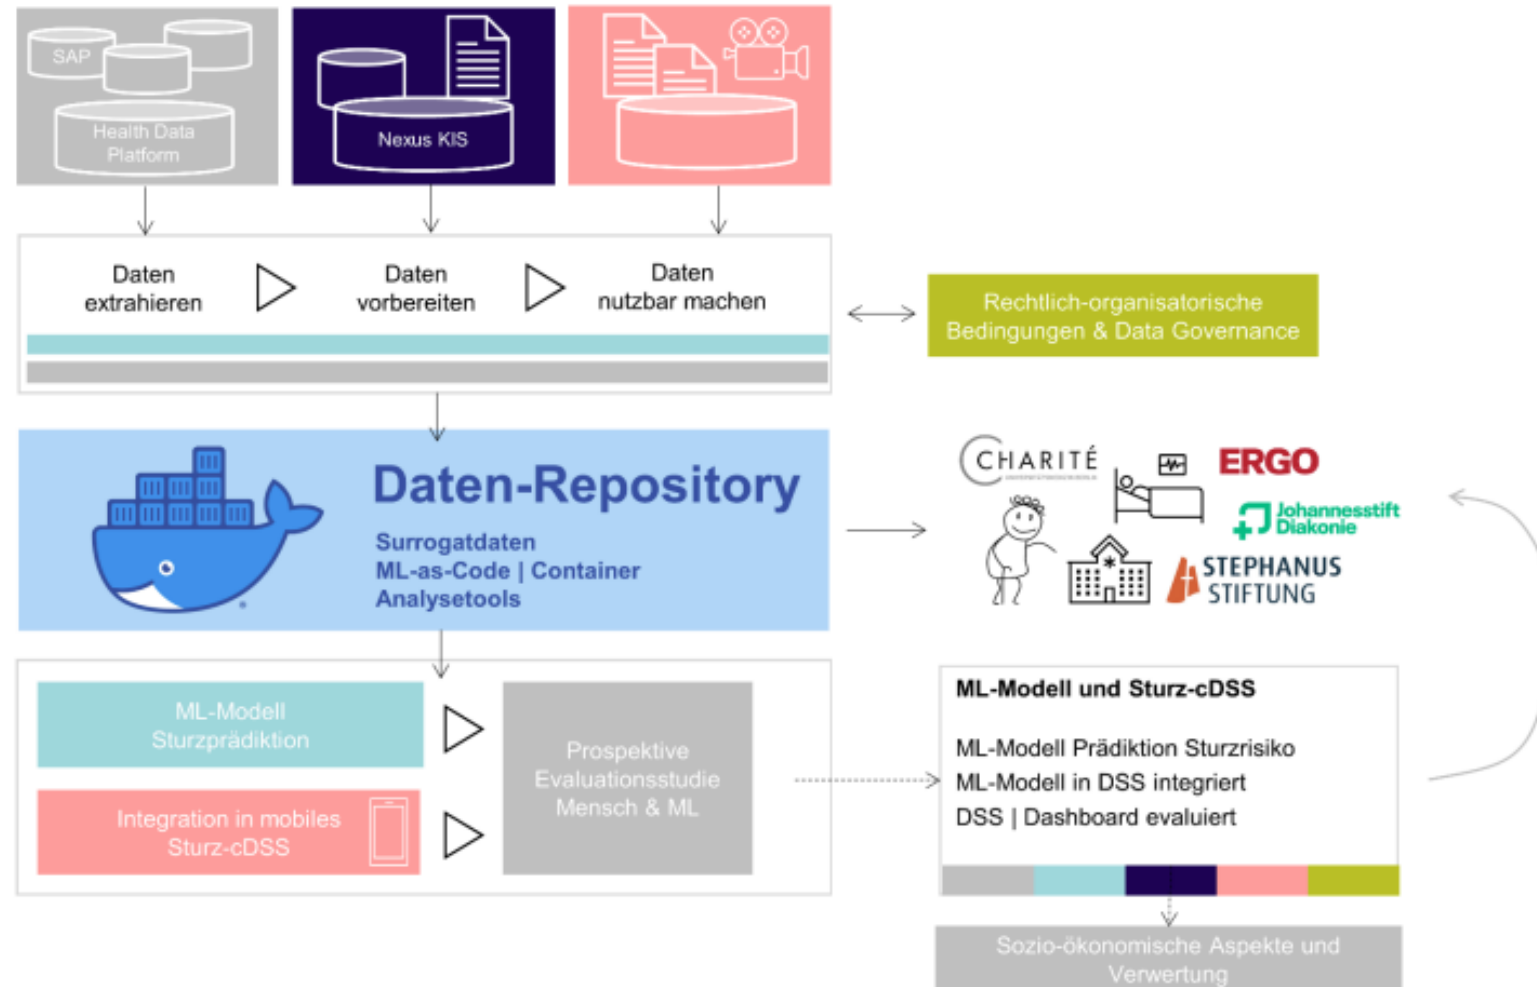 SAP
Health Data
Platform
Nexus KIS
Daten
extrahieren
Daten
vorbereiten
Daten
nutzbar machen
Rechtlich-organisatorische
Bedingungen & Data Governance
Daten-Repository
Surrogatdaten
ML-as-Code | Container
Analysetools
CHARITÉ
ERGO
Johannesstift
Diakonie
STEPHANUS
STIFTUNG
ML-Modell
Sturzprädiktion
Integration in mobiles
Sturz-cDSS
Prospektive
Evaluationsstudie
Mensch & ML
ML-Modell und Sturz-cDSS
ML-Modell Prädiktion Sturzrisiko
ML-Modell in DSS integriert
DSS | Dashboard evaluiert
Sozio-ökonomische Aspekte und
Verwertung